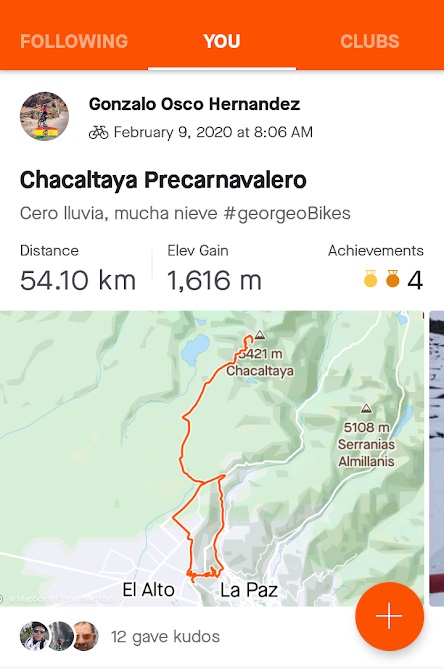 FOLLOWING YOU CLUBS
Gonzalo Osco Hernandez
February 9, 2020 at 8:06 AM
Chacaltaya Precarnavalero
Cero lluvia, mucha nieve #georgeoBikes
Distance Elev Gain Achievements
54.10 km 1,616 m 4
5421 m
Chacaltaya
5108 m
Serranias
Almillanis
El Alto La Paz
12 gave kudos